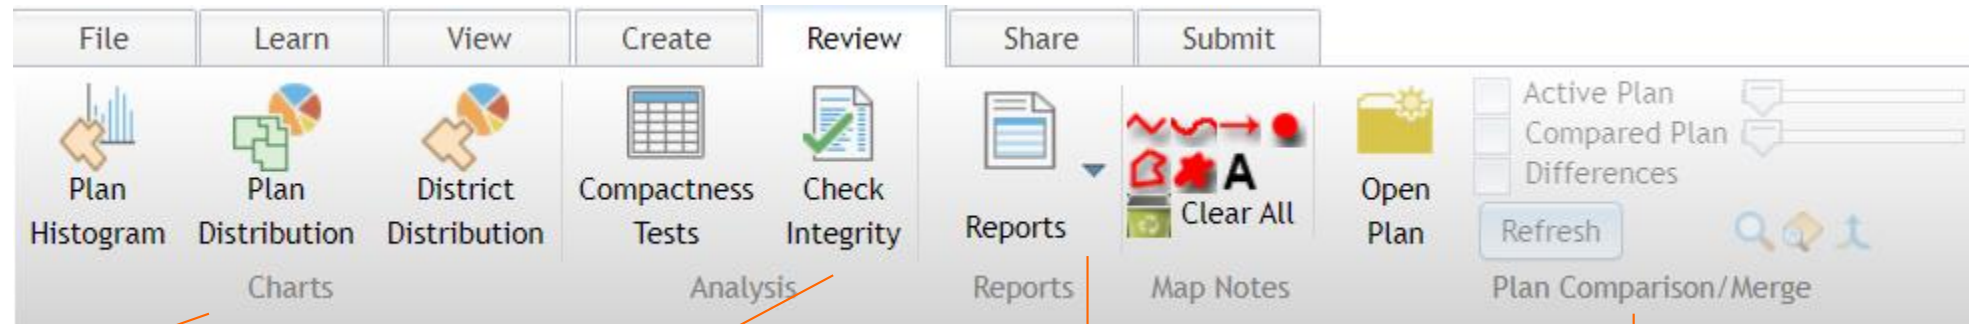 File Learn View Create Review Share Submit
Plan Histogram
Plan Distribution
District Distribution
Compactness Tests
Check Integrity
Reports
A
Clear All
Open Plan
Active Plan
Compared Plan
Differences
Refresh
Charts Analysis Reports Map Notes Plan Comparison/Merge